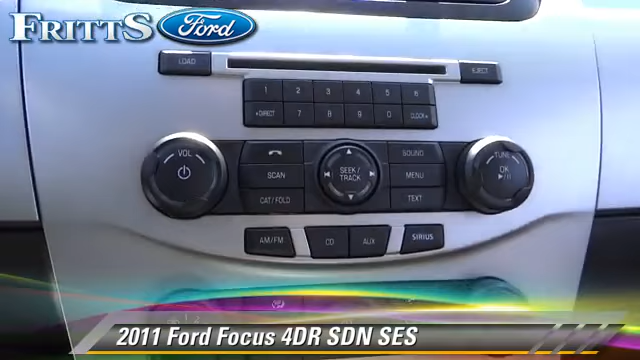 FRITTS Ford
LOAD
EJECT
1 2 3 4 5 6
DIRECT 7 8 9 0 CLOCK
VOL
SCAN
CAT/FOLD
SEEK/
TRACK
SOUND
MENU
TEXT
TUNE
OK
AM/FM CD AUX SIRIUS
2011 Ford Focus 4DR SDN SES